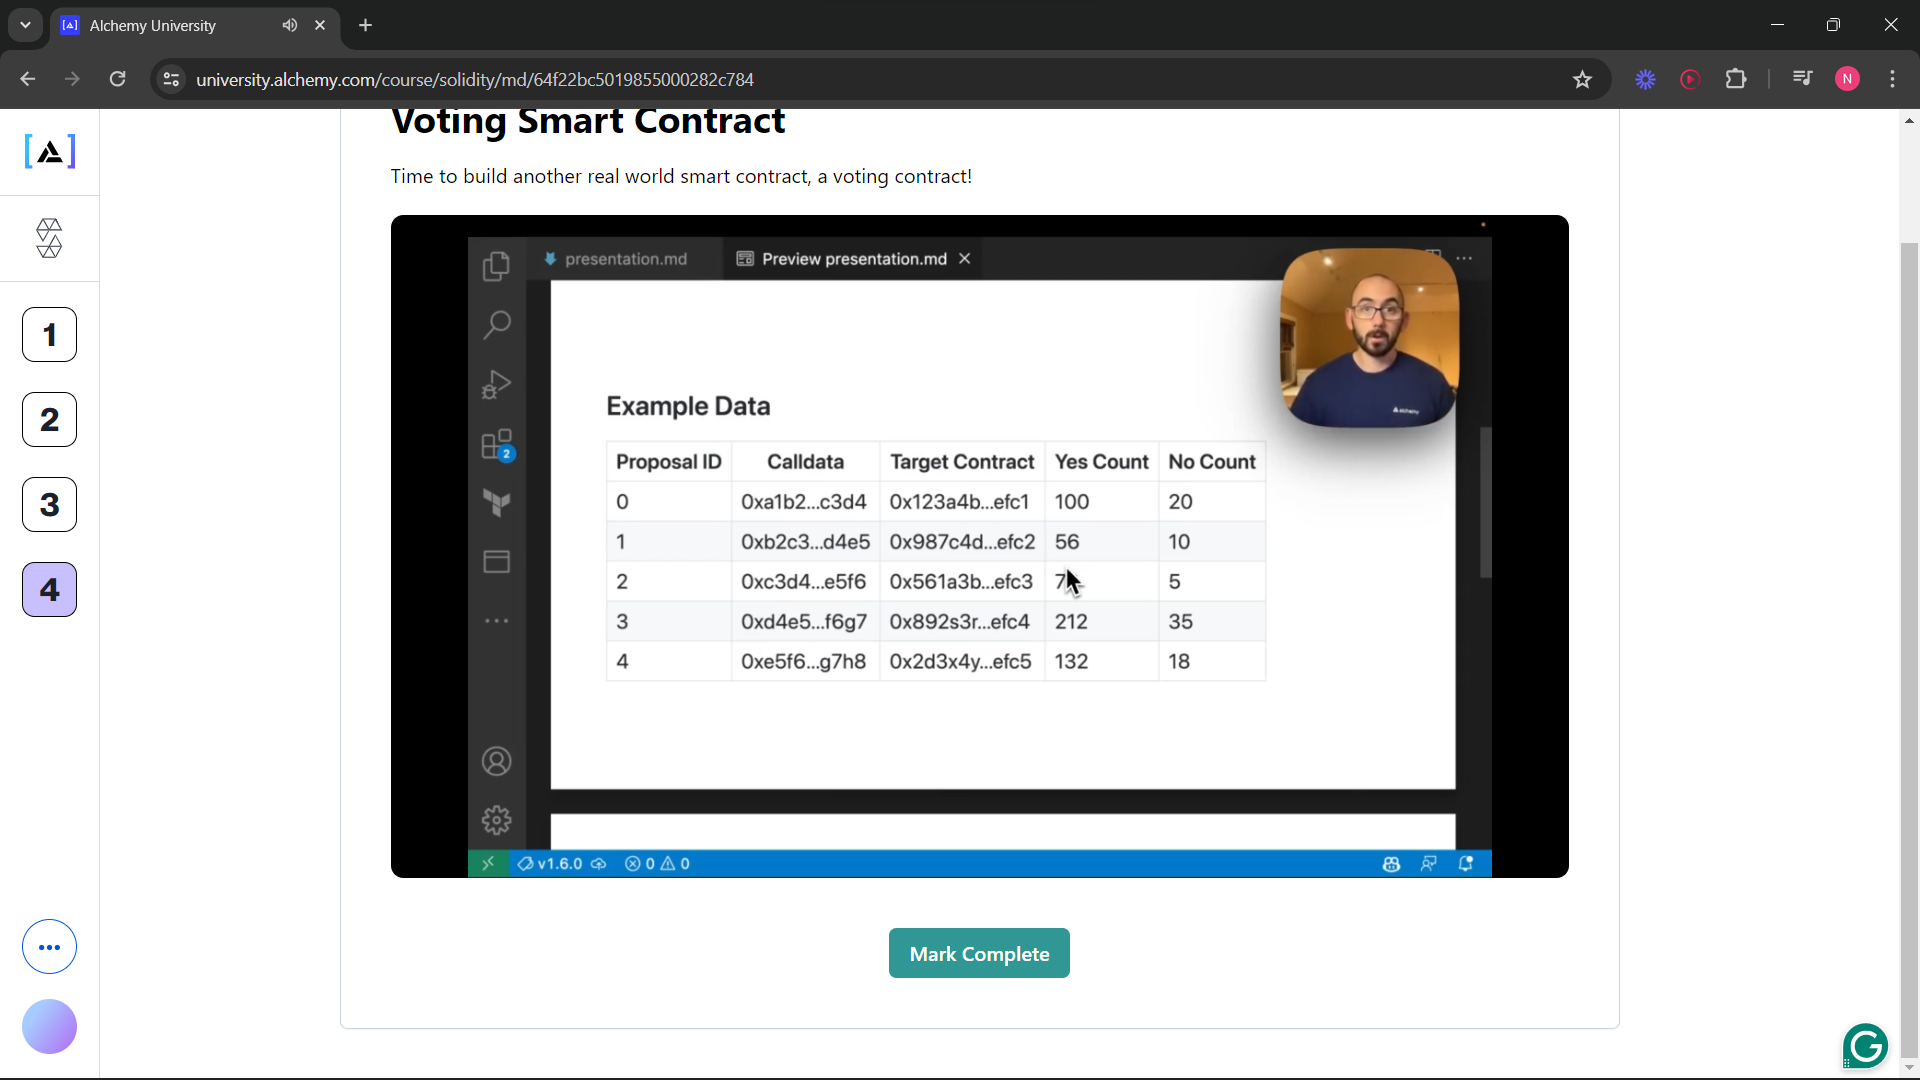 Alchemy University
university.alchemy.com/course/solidity/md/64f22bc5019855000282c784
N
Voting Smart Contract
Time to build another real world smart contract, a voting contract!
1
2
3
4
presentation.md
Preview presentation.md
Example Data
Proposal ID Calldata Target Contract Yes Count No Count
0 0xa1b2...c3d4 0x123a4b...efc1 100 20
1 0xb2c3...d4e5 0x987c4d...efc2 56 10
2 0xc3d4...e5f6 0x561a3b...efc3 5
3 0xd4e5...f6g7 0x892s3r...efc4 212 35
4 0xe5f6...g7h8 0x2d3x4y...efc5 132 18
2
v1.6.0 0 0
Mark Complete